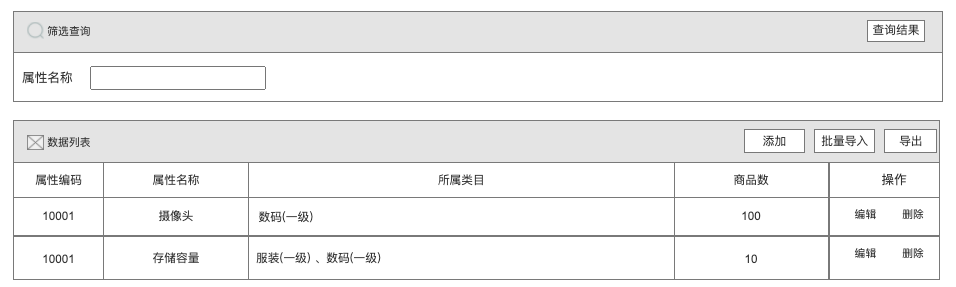 筛选查询 查询结果
属性名称
数据列表 添加 批量导入 导出
属性编码 属性名称 所属类目 商品数 操作
10001 摄像头 数码(一级) 100 编辑 删除
10001 存储容量 服装(一级) 、数码(一级) 10 编辑 删除